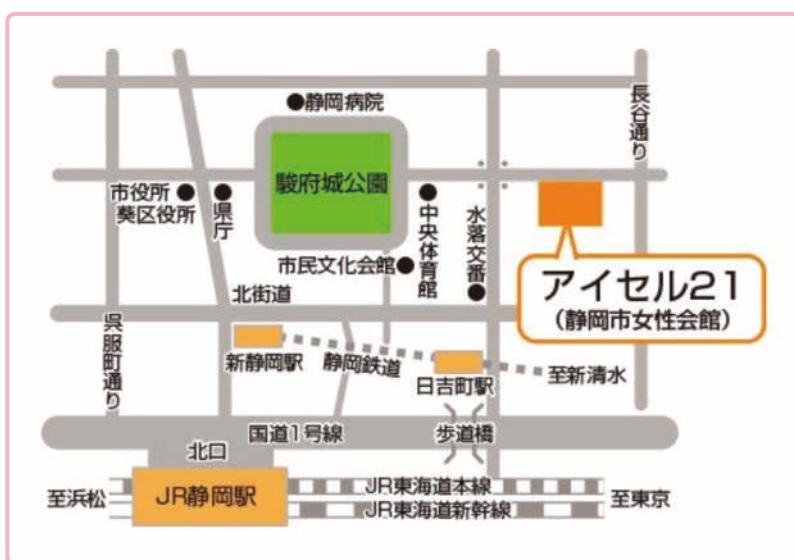 静岡病院
長谷通り
駿府城公園
市役所
葵区役所
県庁
中央体育館
水落交番
市民文化会館
アイセル21
(静岡市女性会館)
北街道
呉服町通り
新静岡駅
静岡鉄道
日吉町駅
至新清水
国道1号線
歩道橋
北口
至浜松
JR静岡駅
JR東海道本線
JR東海道新幹線
至東京